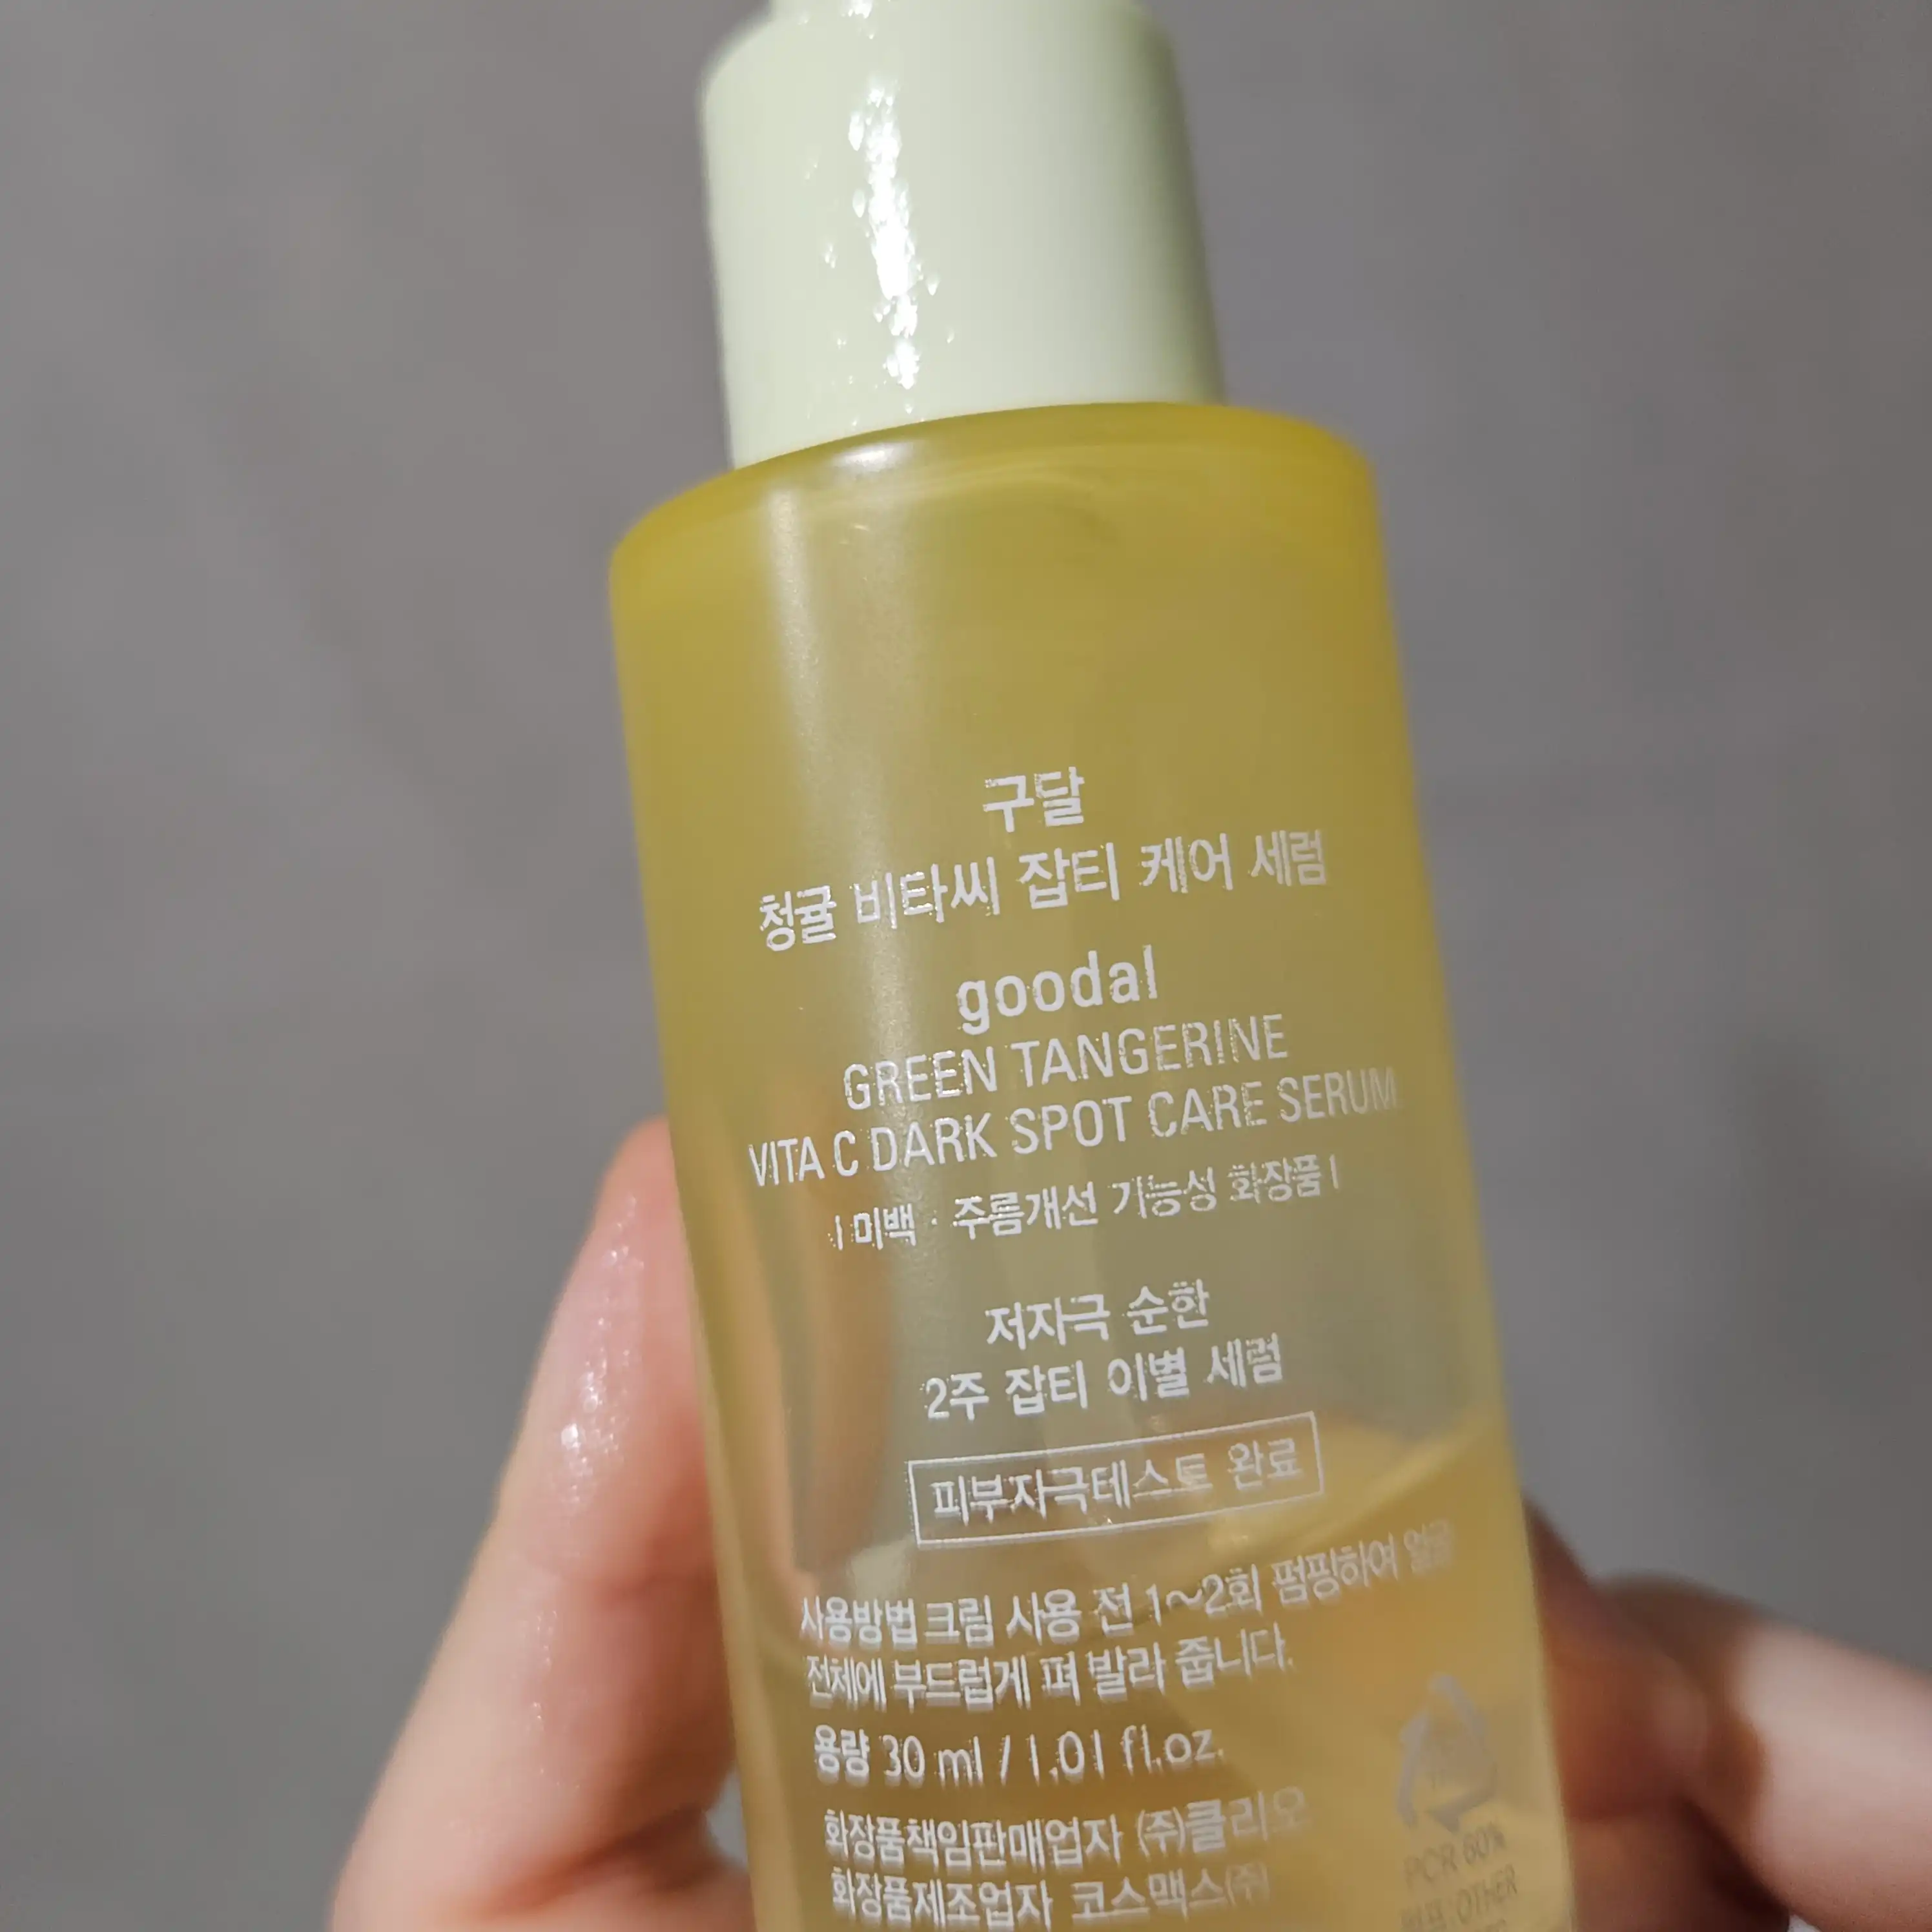 구달
청귤 비타씨 잡티 케어 세럼
goodal
GREEN TANGERINE
VITA C DARK SPOT CARE SERUM
| 미백 · 주름개선 기능성 화장품 |
저자극 순한
2주 잡티 이별 세럼
피부자극테스트 완료
사용방법 크림 사용 전 1~2회 펌핑하여 얼굴
전체에 부드럽게 펴 발라 줍니다.
용량 30 ml / 1.01 fl.oz.
화장품책임판매업자 (주)클리오
화장품제조업자 코스맥스(주)
PCR 60%
펌프:OTHER